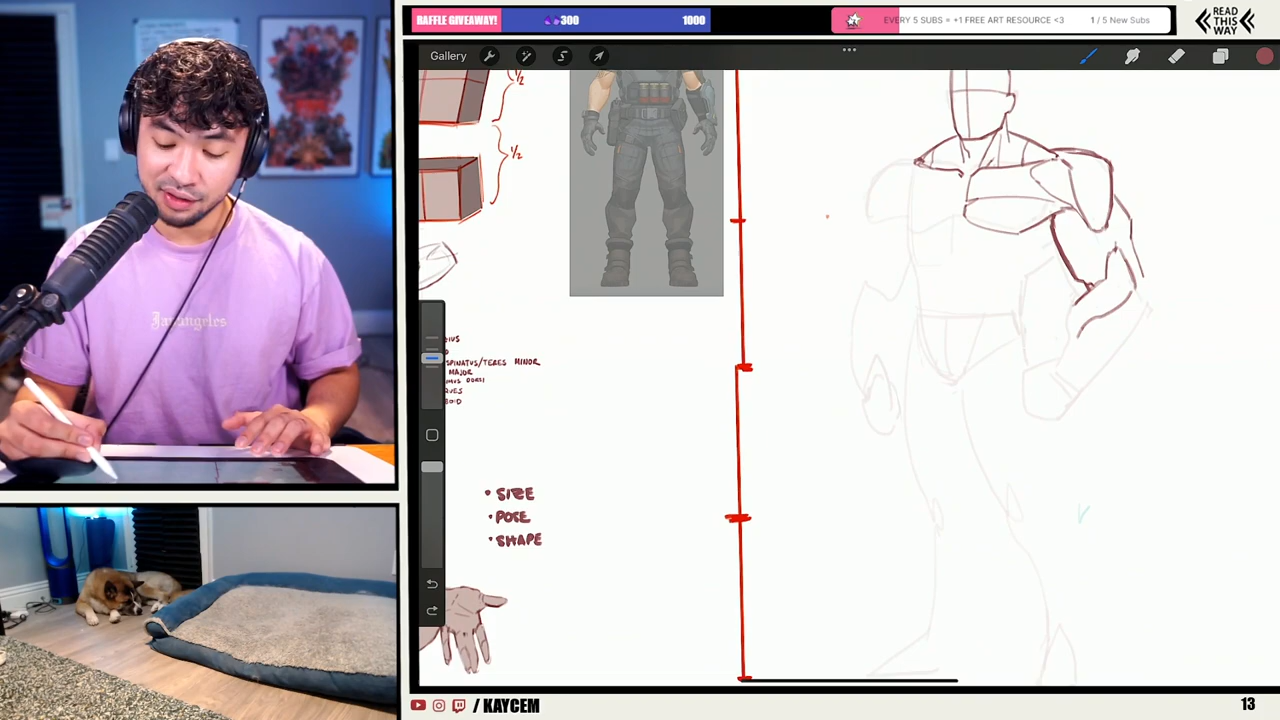 RAFFLE GIVEAWAY!
300
1000
EVERY 5 SUBS = +1 FREE ART RESOURCE <3
1 / 5 New Subs
READ
THIS
WAY
Gallery
1/2
1/2
Jasangeles
SPINATUS/TERES MINOR
MAJOR
• SIZE
• POSE
• SHAPE
/ KAYCEM
13